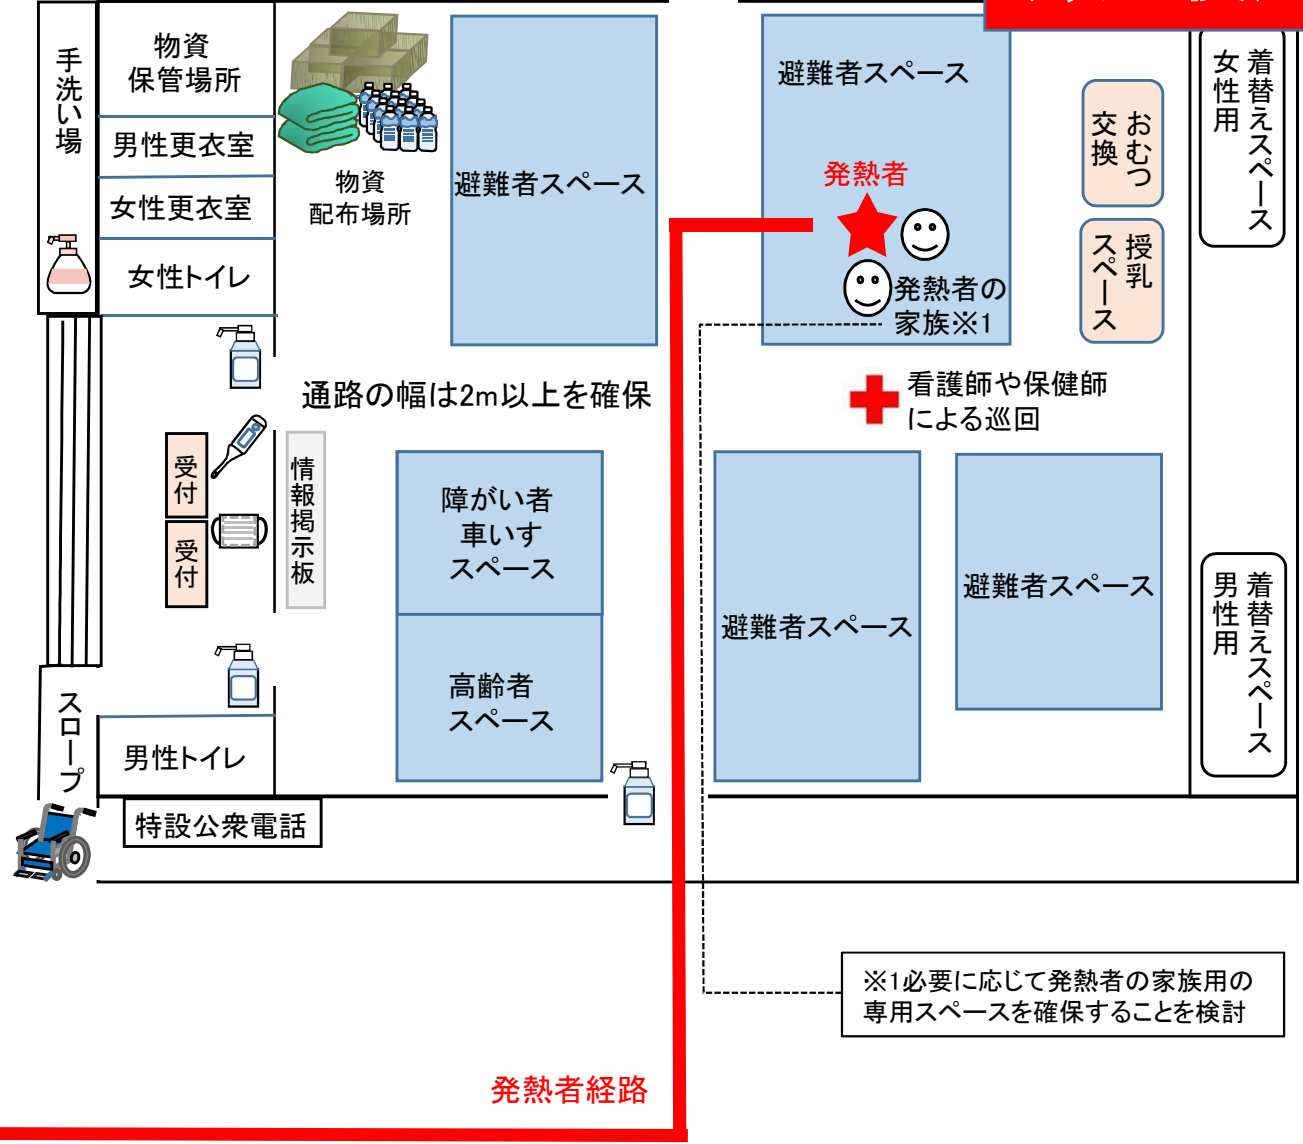 手洗い場
物資
保管場所
男性更衣室
女性更衣室
女性トイレ
物資
配布場所
避難者スペース
避難者スペース
発熱者
発熱者の
家族※1
おむつ
交換
授乳
スペース
着替えスペース
女性用
通路の幅は2m以上を確保
看護師や保健師
による巡回
受付
受付
情報掲示板
障がい者
車いす
スペース
高齢者
スペース
避難者スペース
避難者スペース
着替えスペース
男性用
スロープ
男性トイレ
特設公衆電話
※1必要に応じて発熱者の家族用の
専用スペースを確保することを検討
発熱者経路